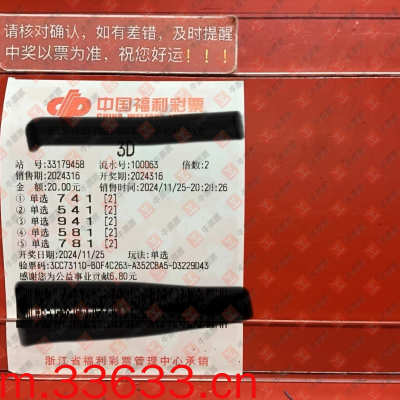 请核对确认，如有差错，及时提醒
中奖以票为准，祝您好运！！！
中国福利彩票
3D
站 号:33179458 流水号:100063 倍数:2
销售期:2024316 开奖期:2024316
金 额:20.00元 销售时间:2024/11/25-20:21:26
① 单选 7 4 1 [2]
② 单选 5 4 1 [2]
③ 单选 9 4 1 [2]
④ 单选 5 8 1 [2]
⑤ 单选 7 8 1 [2]
开奖日期:2024/11/25 玩法:单选
验票码:3CC7311D-B0F4C263-A352CBA5-D3229D43
感谢您为公益事业贡献6.80元
浙江省福利彩票管理中心承销
m.33633.cn